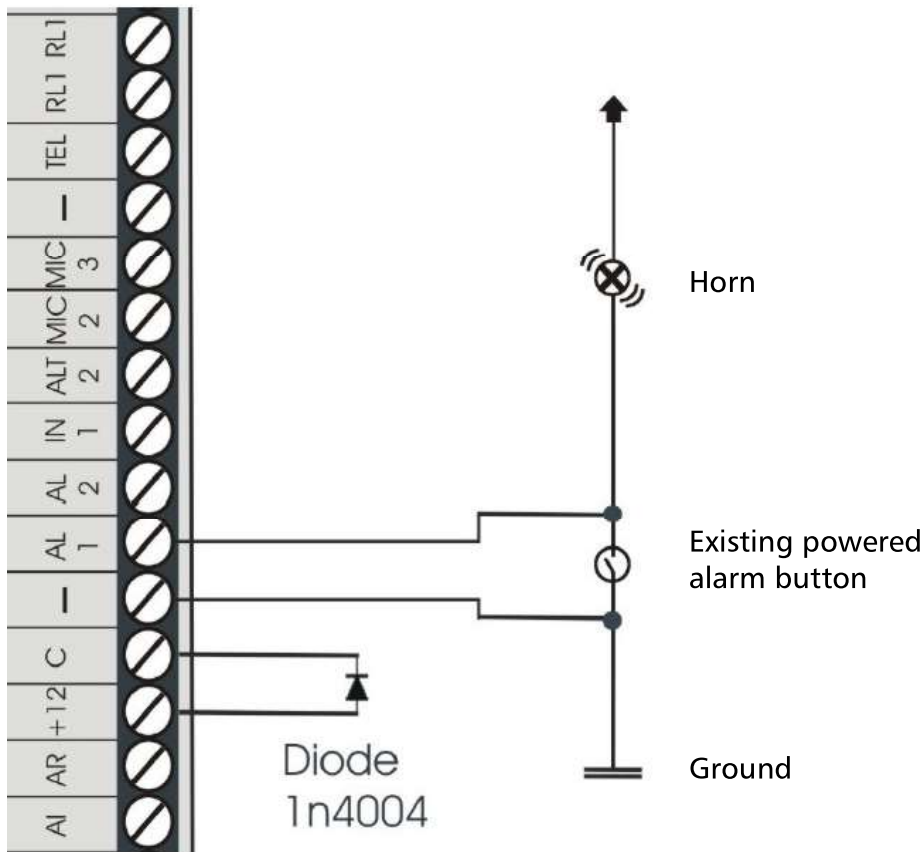 RL1
RL1
TEL
—
MIC
3
MIC
2
ALT
2
IN
1
AL
2
AL
1
—
C
+12
AR
AI
Horn
Existing powered
alarm button
Ground
Diode
1n4004